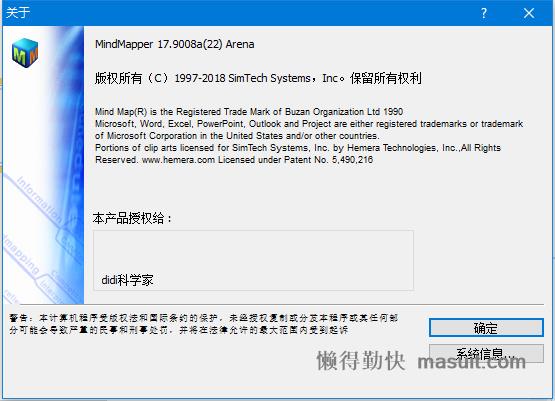 关于
MindMapper 17.9008a(22) Arena
版权所有（C）1997-2018 SimTech Systems，Inc。保留所有权利
Mind Map(R) is the Registered Trade Mark of Buzan Organization Ltd 1990
Microsoft, Word, Excel, PowerPoint, Outlook and Project are either registered trademarks or trademark
of Microsoft Corporation in the United States and/or other countries.
Portions of clip arts licensed for SimTech Systems, Inc. by Hemera Technologies, Inc.,All Rights
Reserved. www.hemera.com Licensed under Patent No. 5,490,216
Information
mapping
本产品授权给：
didi科学家
警告：本计算机程序受版权法和国际条约的保护，未经授权复制或分发本程序或其任何部
分可能会导致严重的民事和刑事处罚，并将在法律允许的最大范围内受到起诉
确定
系统信息...
懒得勤快 masuit.com